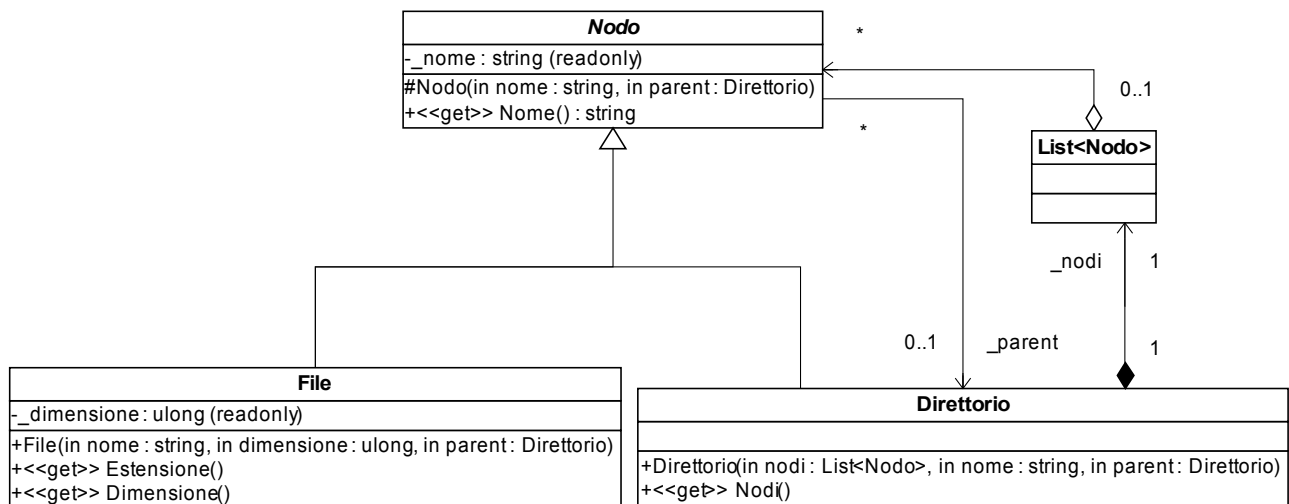 Nodo
-_nome : string (readonly)
#Nodo(in nome : string, in parent : Direttorio)
+<<get>> Nome() : string
*
*
0..1
List<Nodo>
_nodi
1
0..1
_parent
1
File
-_dimensione : ulong (readonly)
+File(in nome : string, in dimensione : ulong, in parent : Direttorio)
+<<get>> Estensione()
+<<get>> Dimensione()
Direttorio
+Direttorio(in nodi : List<Nodo>, in nome : string, in parent : Direttorio)
+<<get>> Nodi()